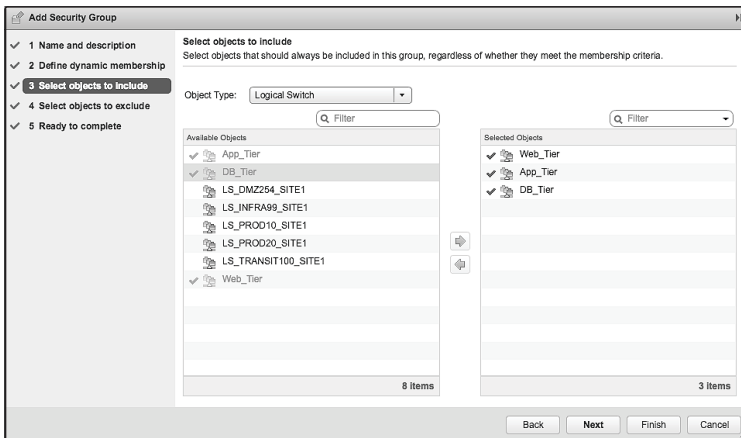 Add Security Group
1 Name and description
2 Define dynamic membership
3 Select objects to include
4 Select objects to exclude
5 Ready to complete
Select objects to include
Select objects that should always be included in this group, regardless of whether they meet the membership criteria.
Object Type: Logical Switch
Filter
Available Objects
App_Tier
DB_Tier
LS_DMZ254_SITE1
LS_INFRA99_SITE1
LS_PROD10_SITE1
LS_PROD20_SITE1
LS_TRANSIT100_SITE1
Web_Tier
8 items
Filter
Selected Objects
Web_Tier
App_Tier
DB_Tier
3 items
Back Next Finish Cancel